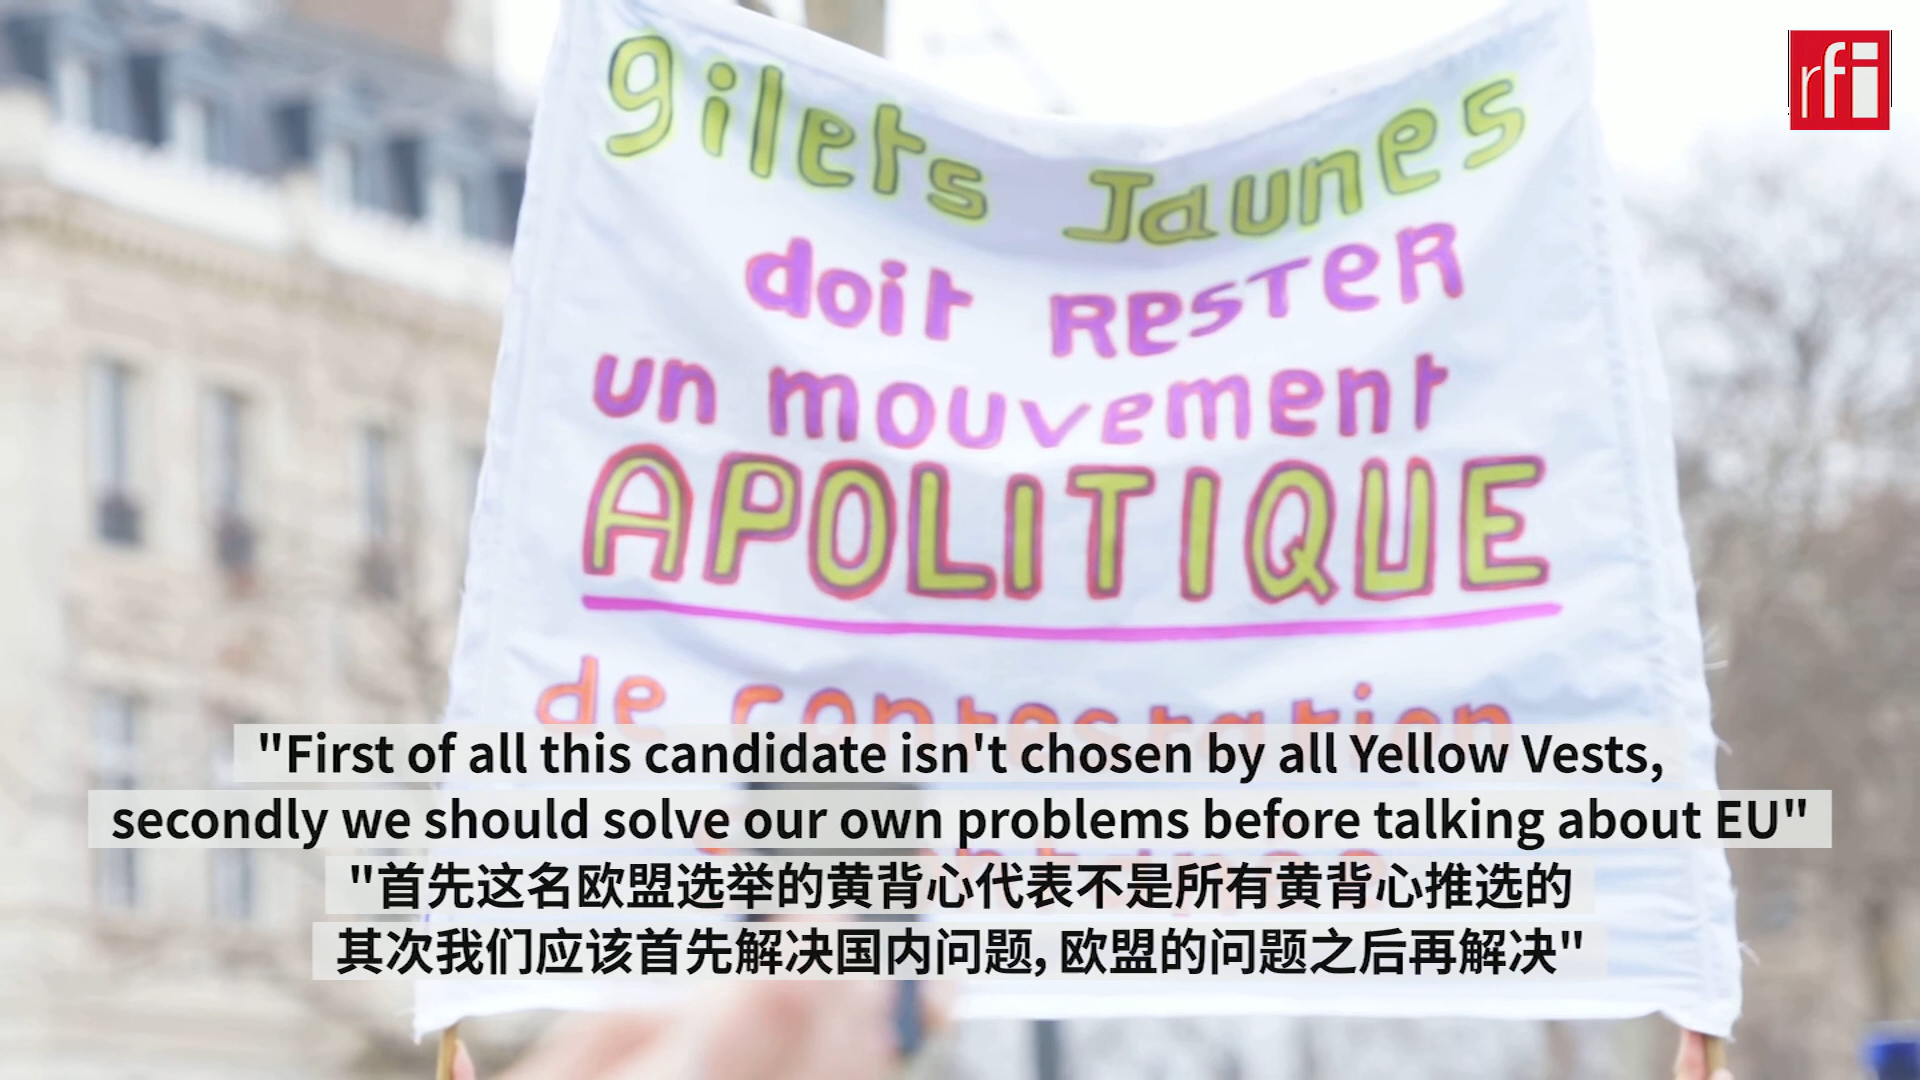 rfi
gilets Jaunes
doit RESTER
un mouvement
APOLITIQUE
de contestation
"First of all this candidate isn't chosen by all Yellow Vests,
secondly we should solve our own problems before talking about EU"
"首先这名欧盟选举的黄背心代表不是所有黄背心推选的
其次我们应该首先解决国内问题, 欧盟的问题之后再解决"